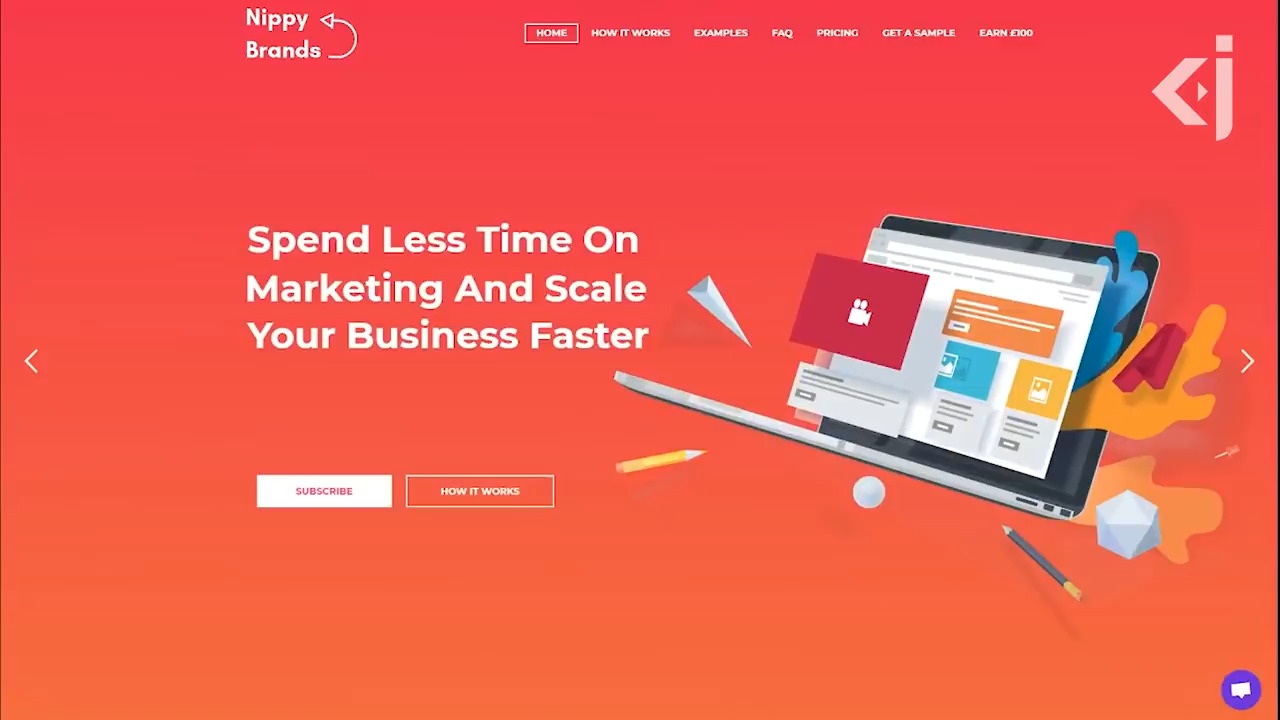 Nippy
Brands
HOME HOW IT WORKS EXAMPLES FAQ PRICING GET A SAMPLE EARN £100
Spend Less Time On
Marketing And Scale
Your Business Faster
SUBSCRIBE HOW IT WORKS